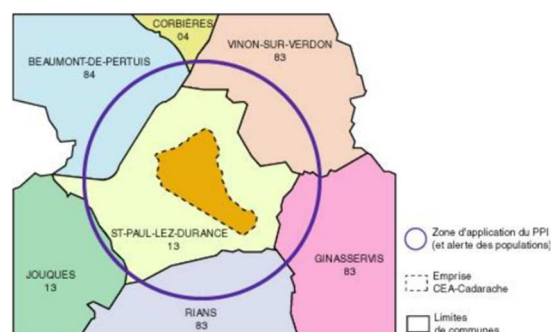 CORBIÈRES
04
VINON-SUR-VERDON
83
BEAUMONT-DE-PERTUIS
84
ST-PAUL-LEZ-DURANCE
13
JOUQUES
13
GINASSERVIS
83
RIANS
83
Zone d'application du PPI
(et alerte des populations)
Emprise
CEA-Cadarache
Limites
de communes